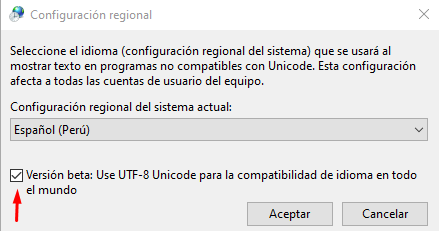 Configuración regional
Seleccione el idioma (configuración regional del sistema) que se usará al
mostrar texto en programas no compatibles con Unicode. Esta configuración
afecta a todas las cuentas de usuario del equipo.
Configuración regional del sistema actual:
Español (Perú)
Versión beta: Use UTF-8 Unicode para la compatibilidad de idioma en todo
el mundo
Aceptar
Cancelar